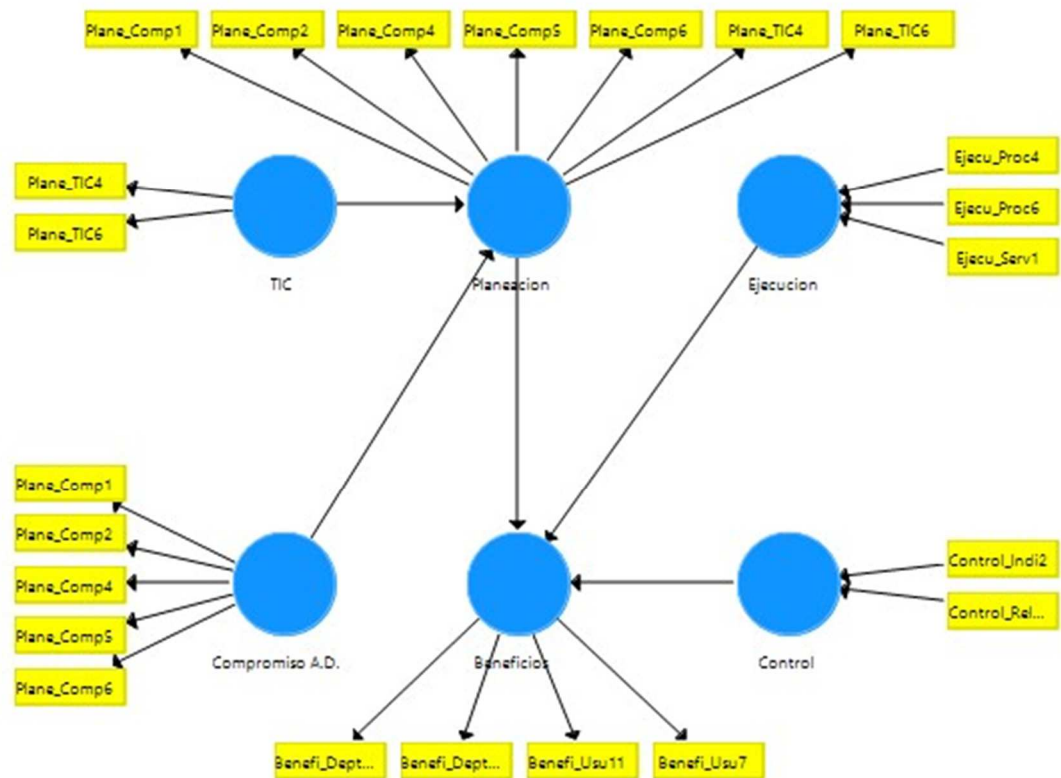 Plane_Comp1
Plane_Comp2
Plane_Comp4
Plane_Comp5
Plane_Comp6
Plane_TIC4
Plane_TIC6
Plane_TIC4
Plane_TIC6
Ejecu_Proc4
Ejecu_Proc6
Ejecu_Serv1
TIC
Planeacion
Ejecucion
Plane_Comp1
Plane_Comp2
Plane_Comp4
Plane_Comp5
Plane_Comp6
Control_Indi2
Control_Rel...
Compromiso A.D.
Beneficios
Control
Benefi_Dept...
Benefi_Dept...
Benefi_Usu11
Benefi_Usu7